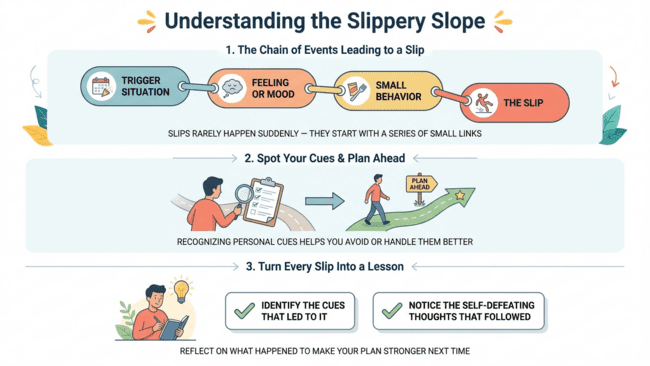 Understanding the Slippery Slope
1. The Chain of Events Leading to a Slip
TRIGGER
SITUATION
FEELING
OR MOOD
SMALL
BEHAVIOR
THE SLIP
SLIPS RARELY HAPPEN SUDDENLY — THEY START WITH A SERIES OF SMALL LINKS
2. Spot Your Cues & Plan Ahead
PLAN
AHEAD
RECOGNIZING PERSONAL CUES HELPS YOU AVOID OR HANDLE THEM BETTER
3. Turn Every Slip Into a Lesson
IDENTIFY THE CUES
THAT LED TO IT
NOTICE THE SELF-DEFEATING
THOUGHTS THAT FOLLOWED
REFLECT ON WHAT HAPPENED TO MAKE YOUR PLAN STRONGER NEXT TIME